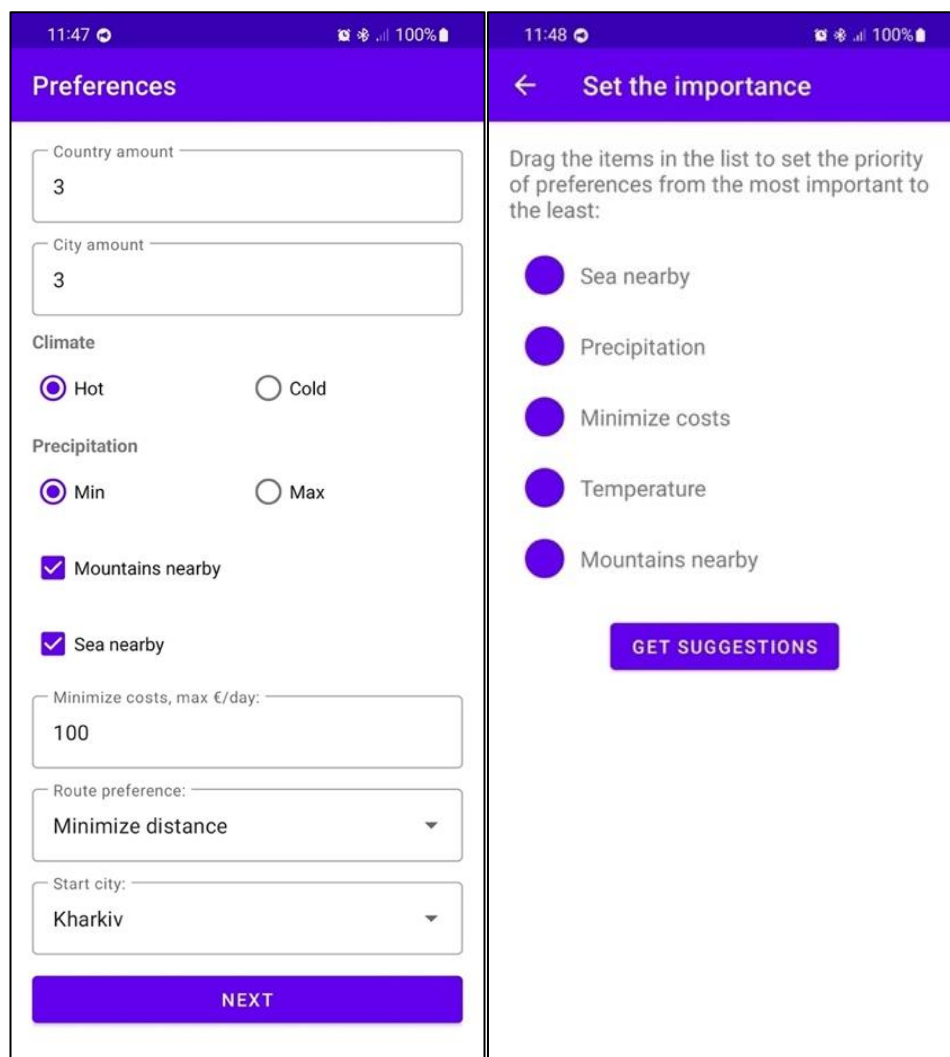 11:47
100%
Preferences
Country amount
3
City amount
3
Climate
Hot
Cold
Precipitation
Min
Max
Mountains nearby
Sea nearby
Minimize costs, max €/day:
100
Route preference:
Minimize distance
Start city:
Kharkiv
NEXT
11:48
100%
Set the importance
Drag the items in the list to set the priority
of preferences from the most important to
the least:
Sea nearby
Precipitation
Minimize costs
Temperature
Mountains nearby
GET SUGGESTIONS